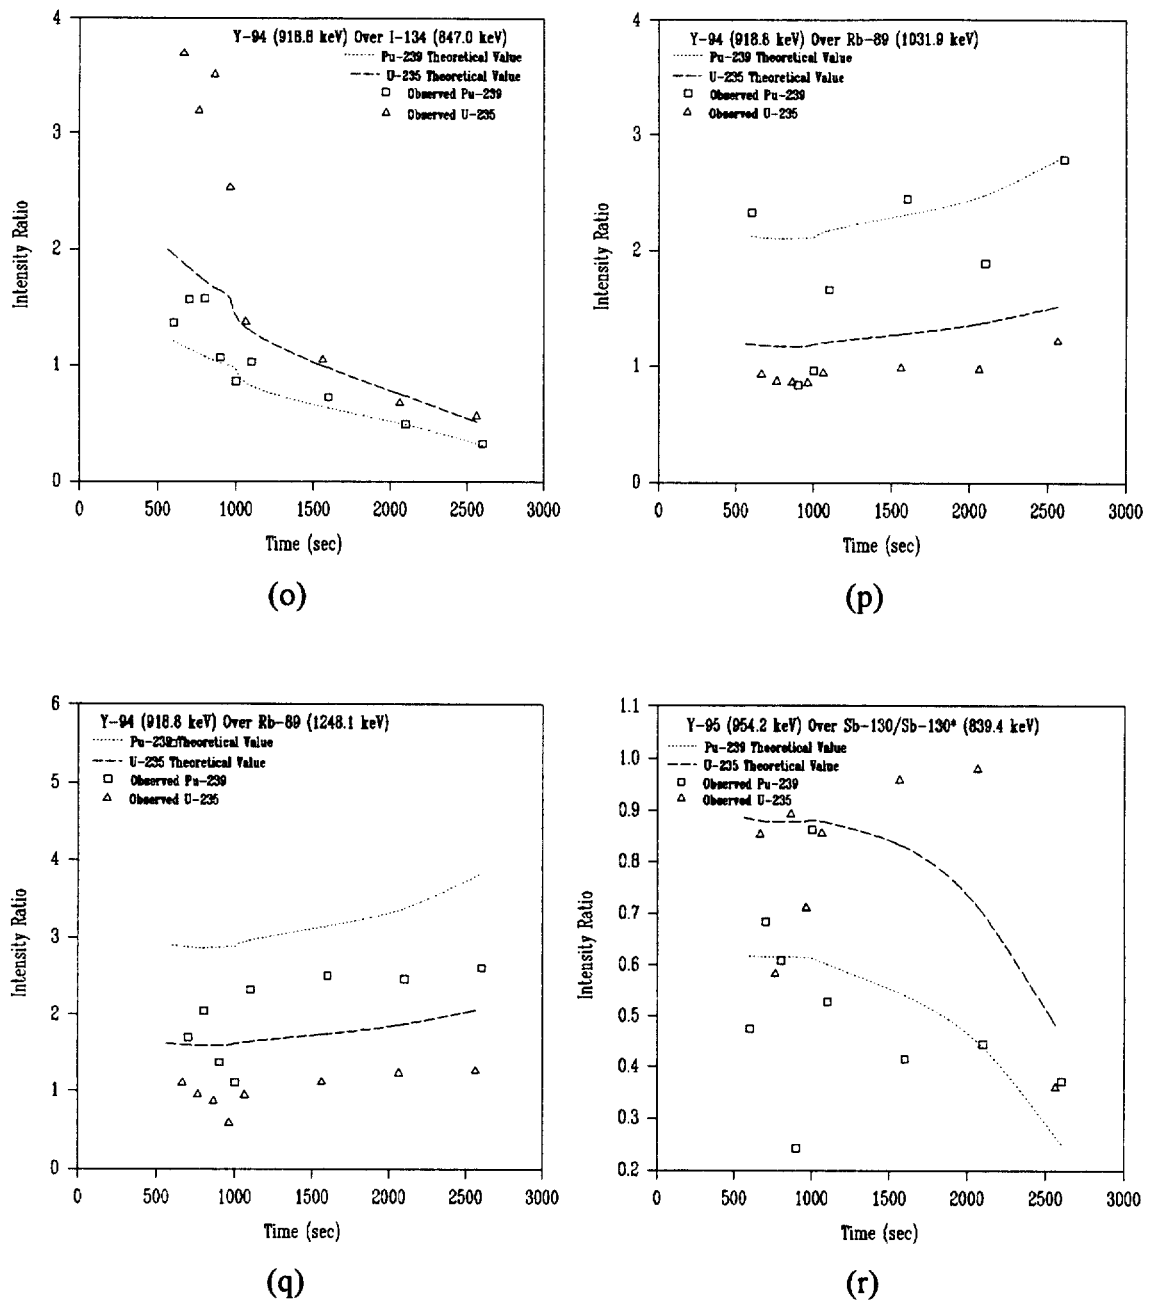 Y-94 (918.8 keV) Over I-134 (847.0 keV)
Pu-239 Theoretical Value
U-235 Theoretical Value
Observed Pu-239
Observed U-235
4
3
2
1
0
Intensity Ratio
0 500 1000 1500 2000 2500 3000
Time (sec)
(o)
Y-94 (918.8 keV) Over Rb-89 (1031.9 keV)
Pu-239 Theoretical Value
U-235 Theoretical Value
Observed Pu-239
Observed U-235
4
3
2
1
0
Intensity Ratio
0 500 1000 1500 2000 2500 3000
Time (sec)
(p)
Y-94 (918.8 keV) Over Rb-89 (1248.1 keV)
Pu-239 Theoretical Value
U-235 Theoretical Value
Observed Pu-239
Observed U-235
6
5
4
3
2
1
0
Intensity Ratio
0 500 1000 1500 2000 2500 3000
Time (sec)
(q)
Y-95 (954.2 keV) Over Sb-130/Sb-130* (839.4 keV)
Pu-239 Theoretical Value
U-235 Theoretical Value
Observed Pu-239
Observed U-235
1.1
1.0
0.9
0.8
0.7
0.6
0.5
0.4
0.3
0.2
Intensity Ratio
0 500 1000 1500 2000 2500 3000
Time (sec)
(r)